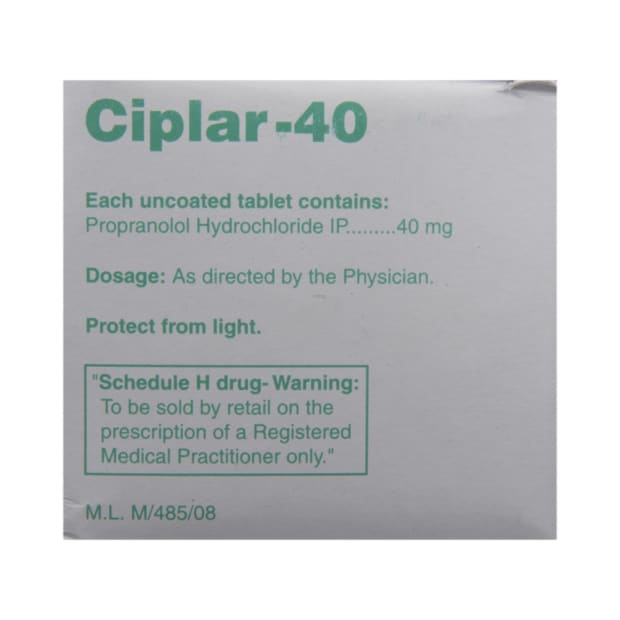 Ciplar-40
Each uncoated tablet contains:
Propranolol Hydrochloride IP.........40 mg
Dosage: As directed by the Physician.
Protect from light.
"Schedule H drug- Warning:
To be sold by retail on the
prescription of a Registered
Medical Practitioner only."
M.L. M/485/08